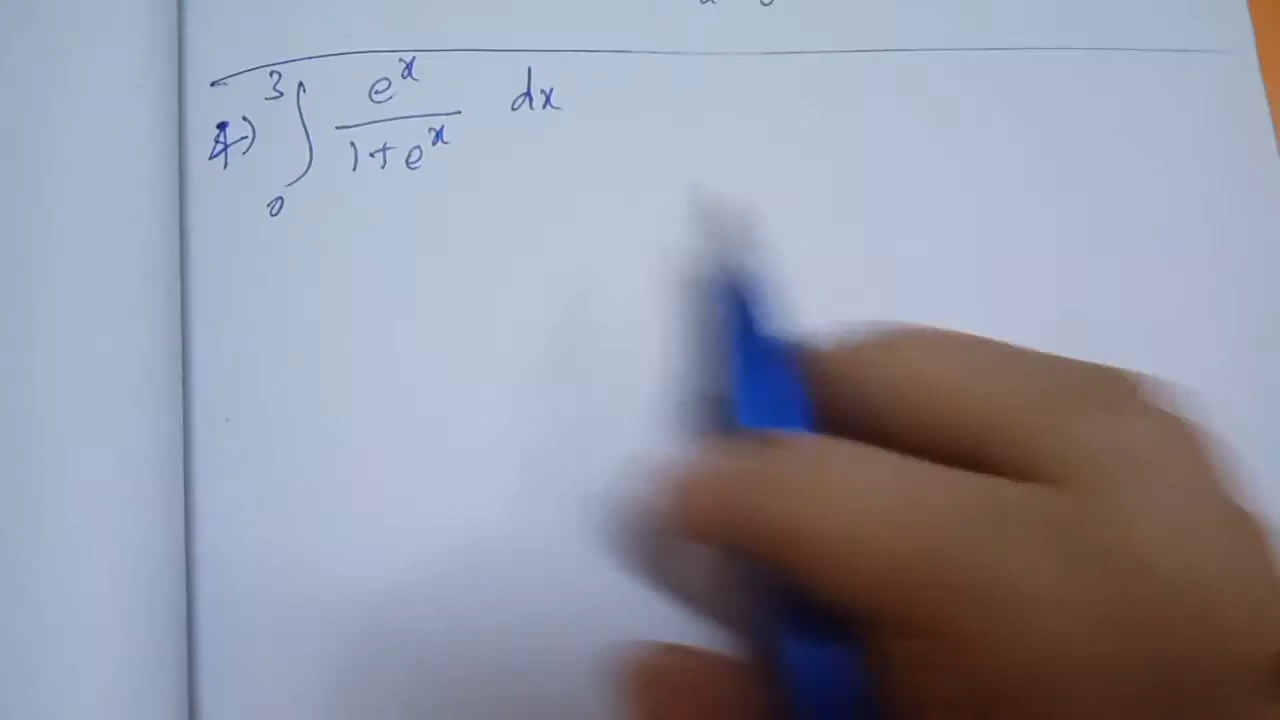 4) ∫₀³ eˣ/(1+eˣ) dx